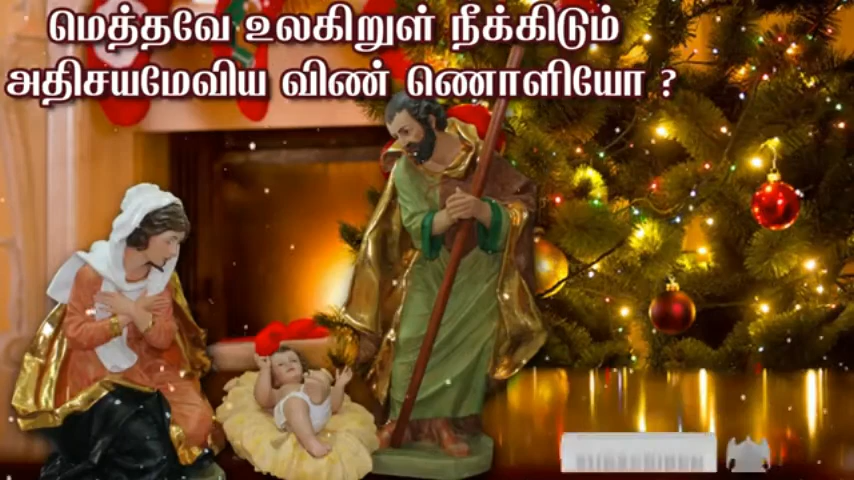 மெத்தவே உலகிறுள் நீக்கிடும்
அதிசயமேவிய விண் ணொளியோ ?